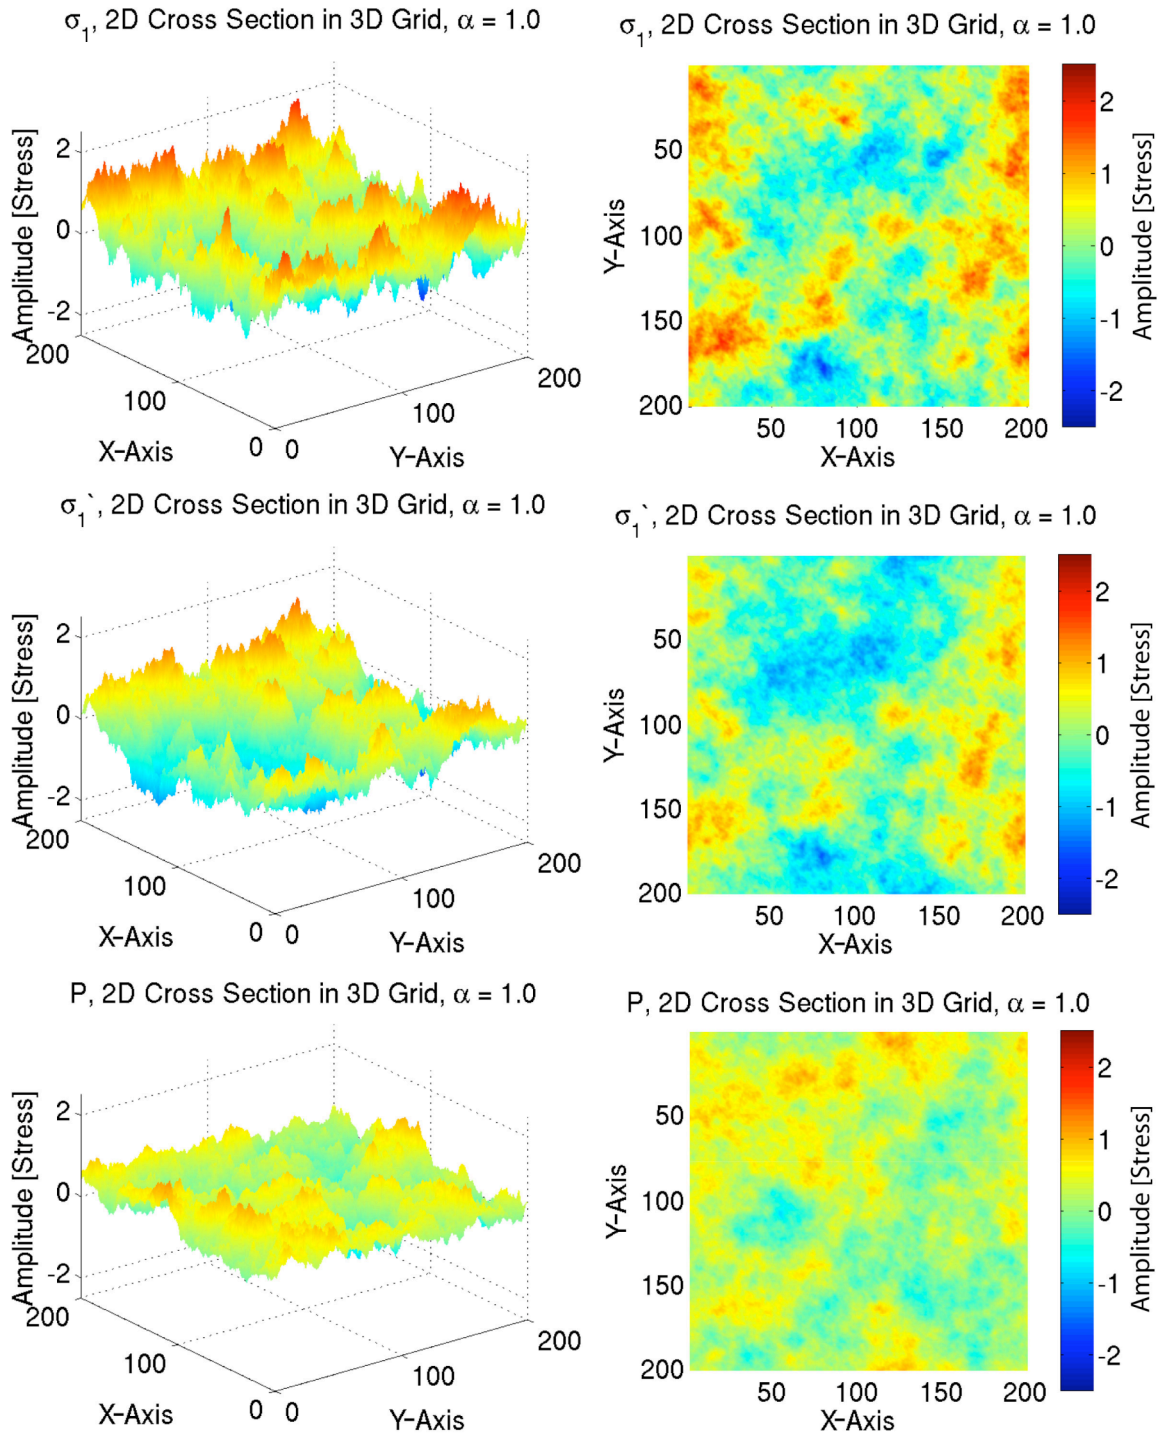 σ₁, 2D Cross Section in 3D Grid, α = 1.0
Amplitude [Stress]
2
0
-2
200
100
0
X-Axis
0
100
200
Y-Axis
σ₁, 2D Cross Section in 3D Grid, α = 1.0
Y-Axis
50
100
150
200
50
100
150
200
X-Axis
2
1
0
-1
-2
Amplitude [Stress]
σ₁`, 2D Cross Section in 3D Grid, α = 1.0
Amplitude [Stress]
2
0
-2
200
100
0
X-Axis
0
100
200
Y-Axis
σ₁`, 2D Cross Section in 3D Grid, α = 1.0
Y-Axis
50
100
150
200
50
100
150
200
X-Axis
2
1
0
-1
-2
Amplitude [Stress]
P, 2D Cross Section in 3D Grid, α = 1.0
Amplitude [Stress]
2
0
-2
200
100
0
X-Axis
0
100
200
Y-Axis
P, 2D Cross Section in 3D Grid, α = 1.0
Y-Axis
50
100
150
200
50
100
150
200
X-Axis
2
1
0
-1
-2
Amplitude [Stress]